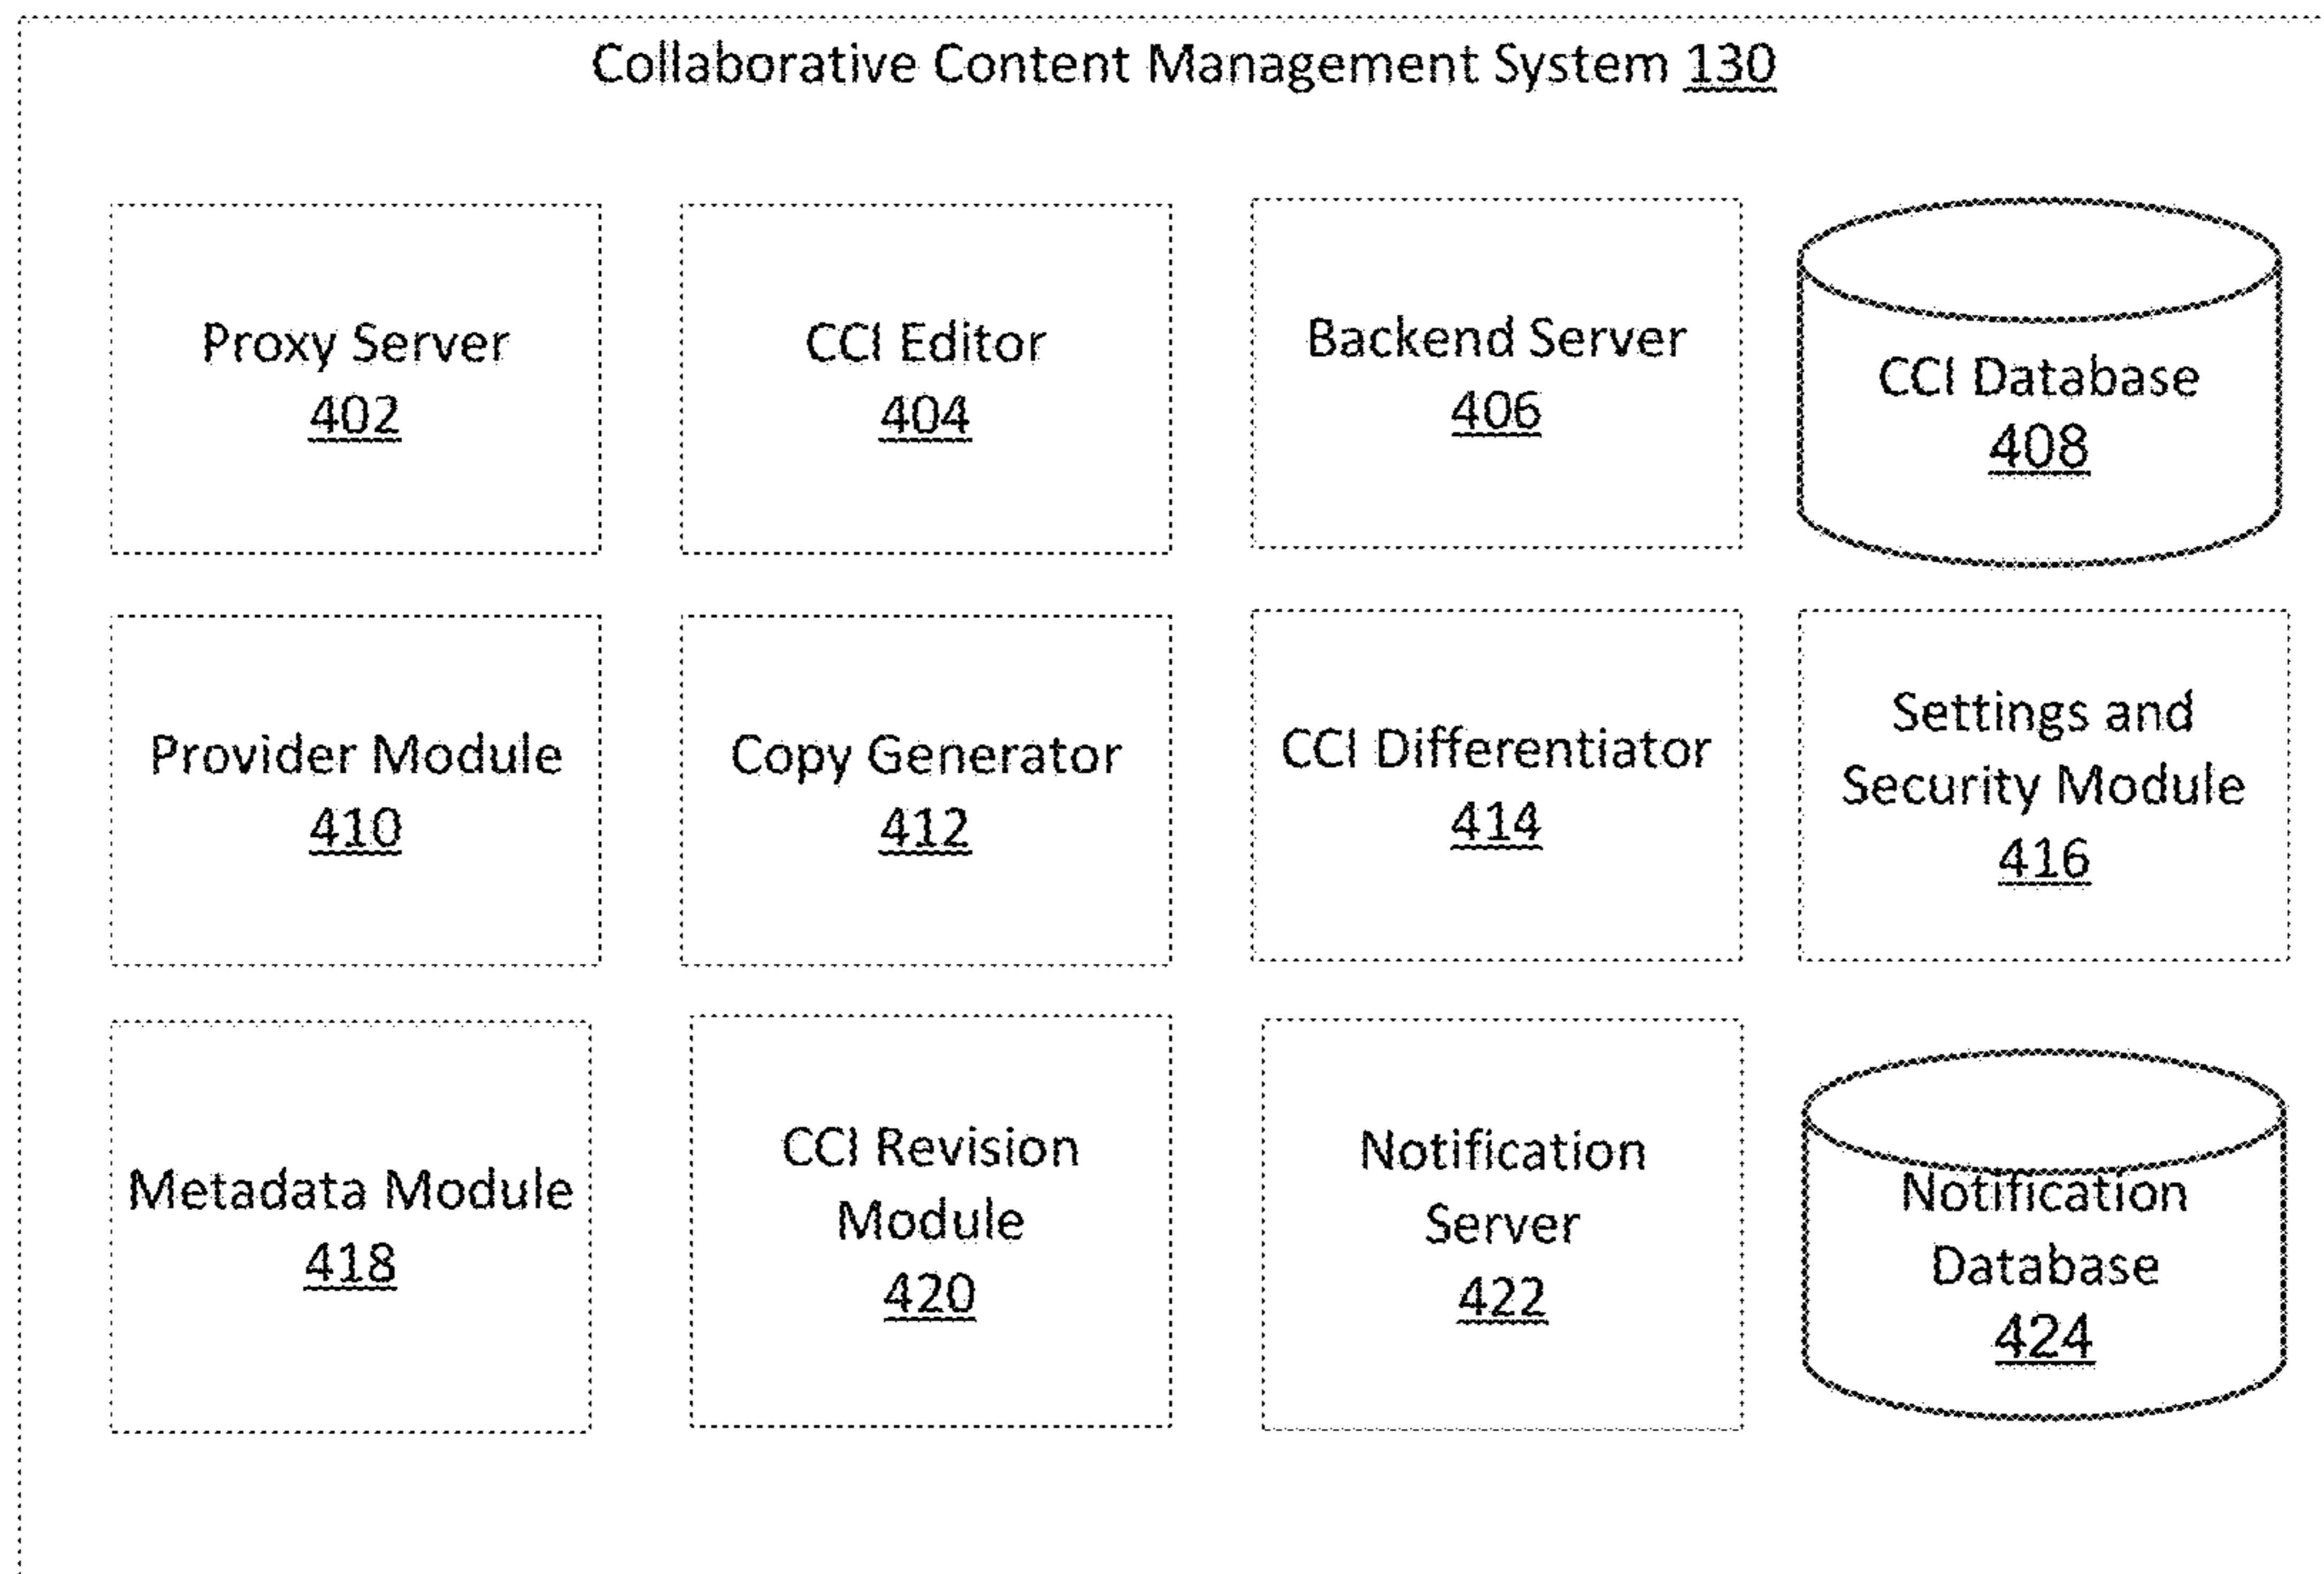 Collaborative Content Management System 130
Proxy Server
402
CCI Editor
404
Backend Server
406
CCI Database
408
Provider Module
410
Copy Generator
412
CCI Differentiator
414
Settings and
Security Module
416
Metadata Module
418
CCI Revision
Module
420
Notification
Server
422
Notification
Database
424